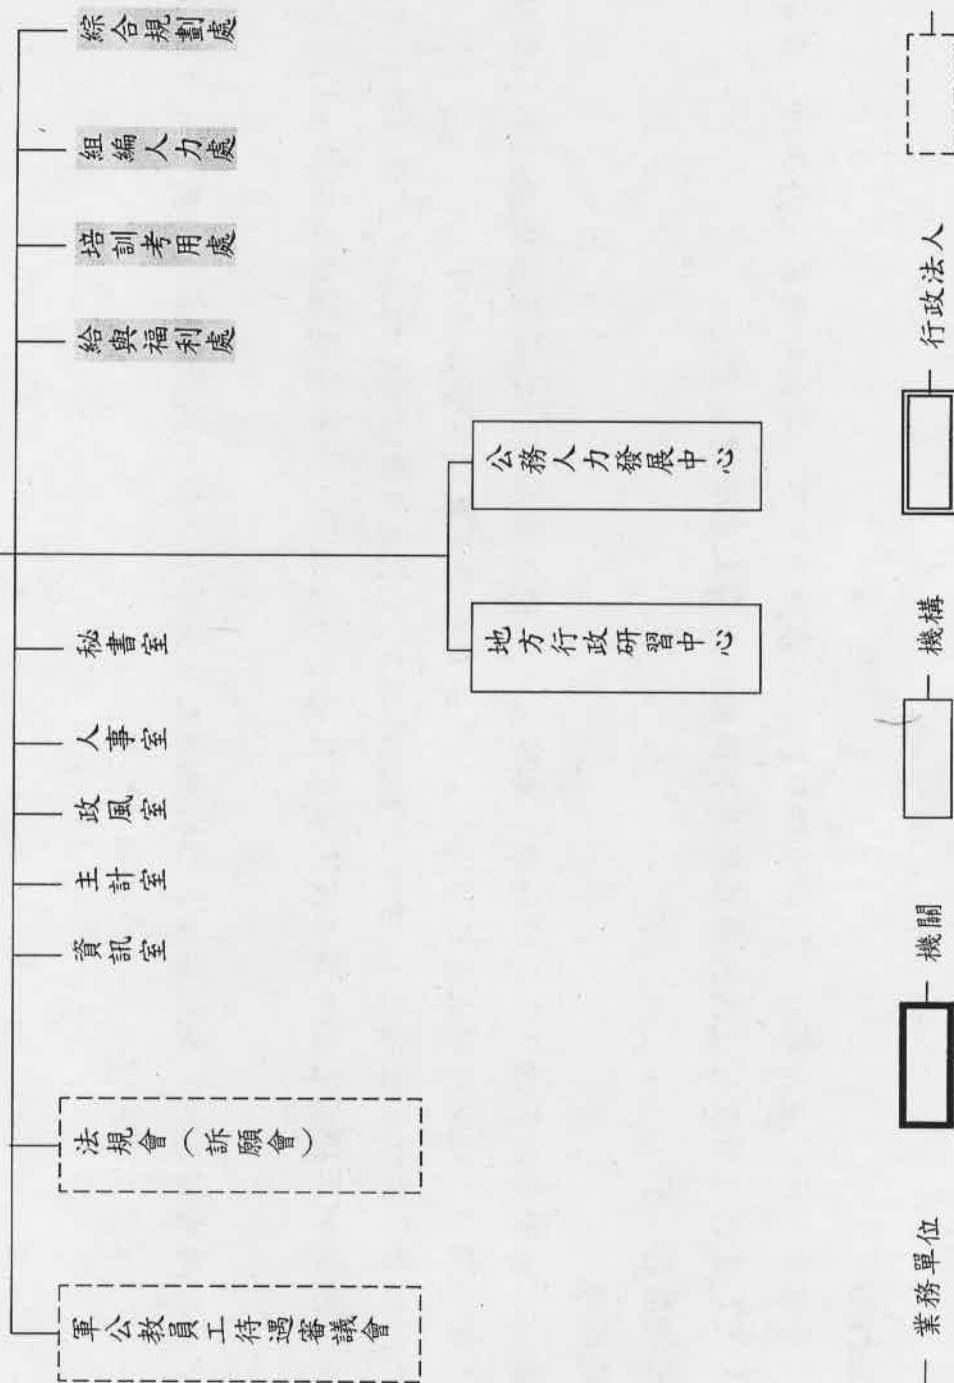 軍公教員工待遇審議會
法規會（訴願會）
資訊室
主計室
政風室
人事室
秘書室
給與福利處
培訓考用處
組編人力處
綜合規劃處
地方行政研習中心
公務人力發展中心
業務單位
機關
機構
行政法人